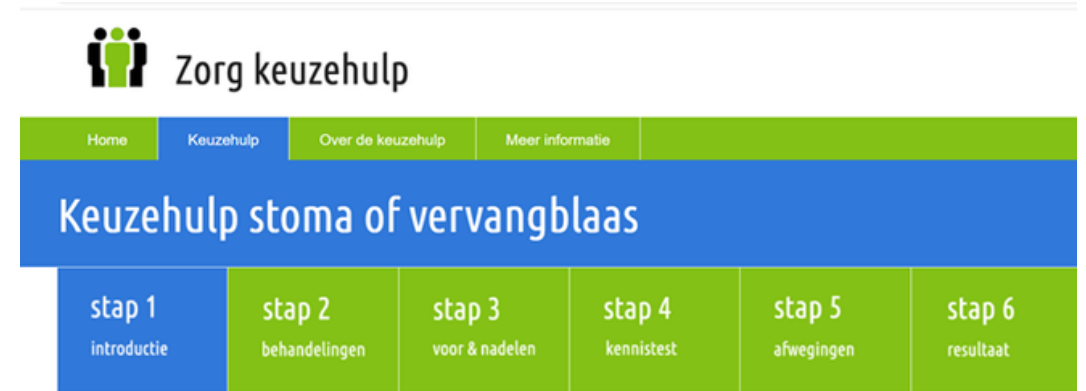 Zorg keuzehulp
Home Keuzehulp Over de keuzehulp Meer informatie
Keuzehulp stoma of vervangblaas
stap 1 stap 2 stap 3 stap 4 stap 5 stap 6
introductie behandelingen voor & nadelen kennistest afwegingen resultaat